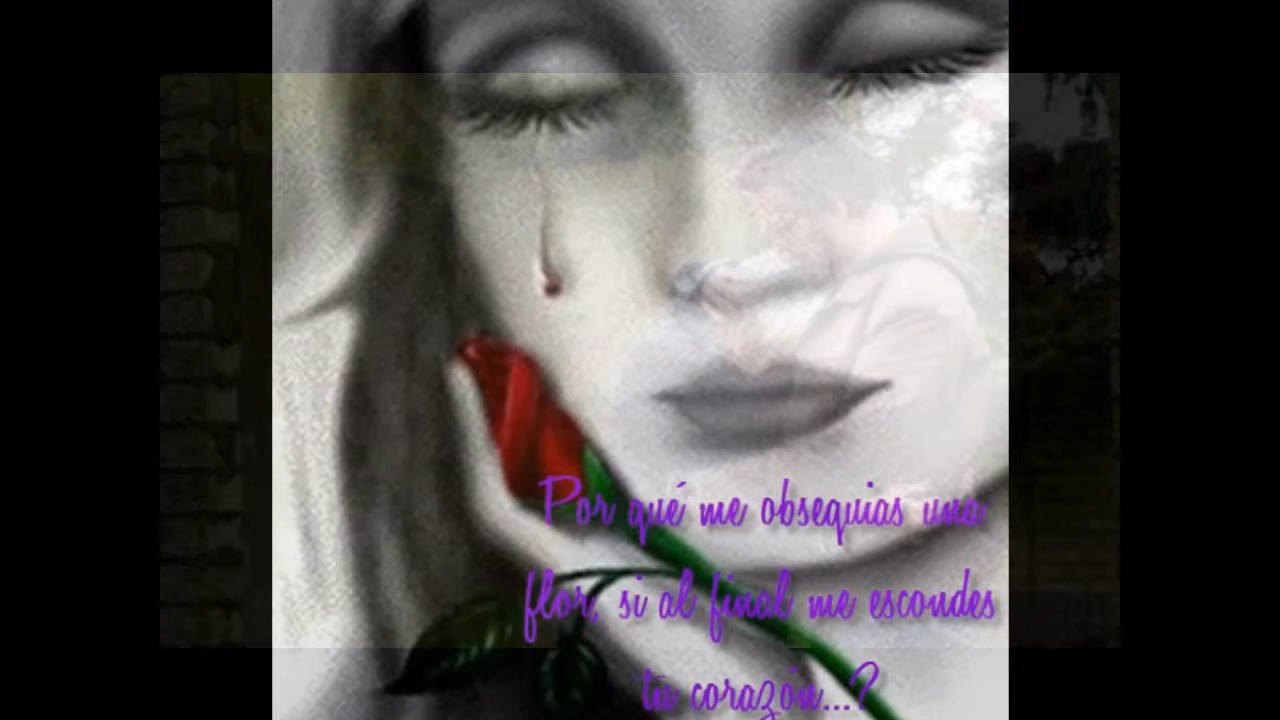 Por qué me obsequias una
flor, si al final me escondes
tu corazón...?